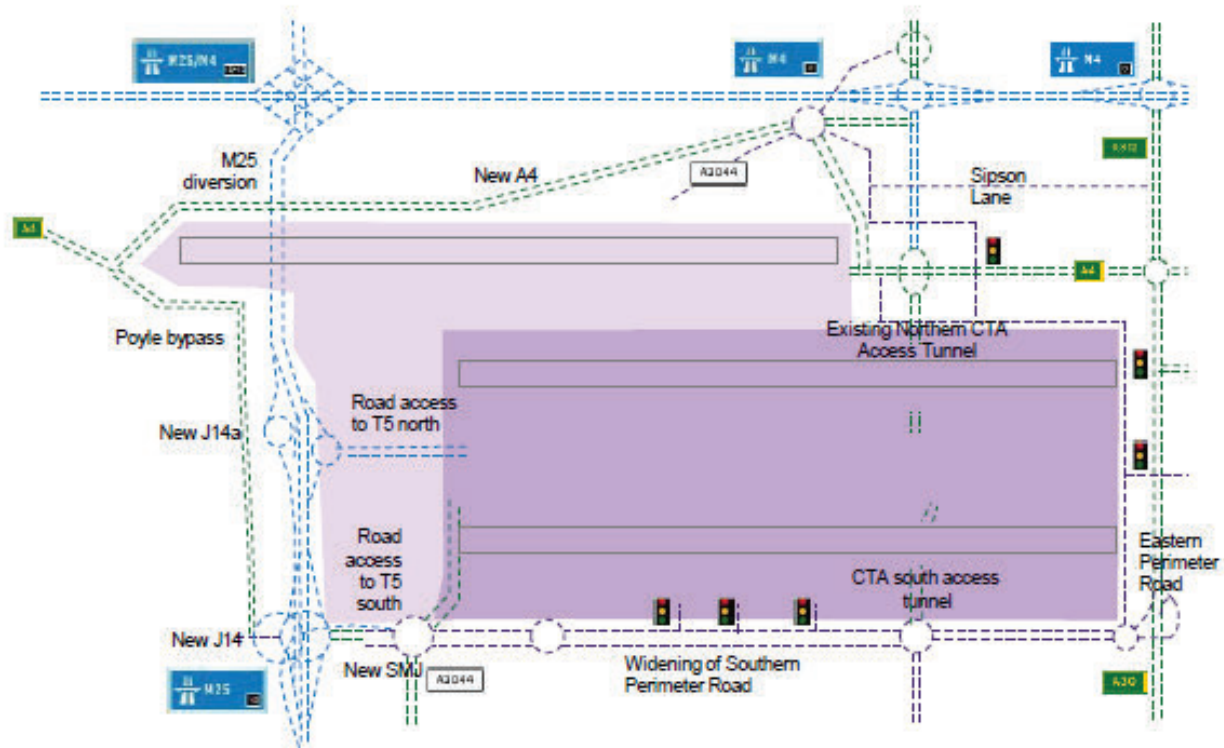 M25/M4
M4
M4
M25
diversion
New A4
A3044
Sipson
Lane
A312
A4
A4
Poyle bypass
Existing Northern CTA
Access Tunnel
Road access
to T5 north
New J14a
Road
access
to T5
south
CTA south access
tunnel
Eastern
Perimeter
Road
New J14
New SMJ
A3044
Widening of Southern
Perimeter Road
M25
A30